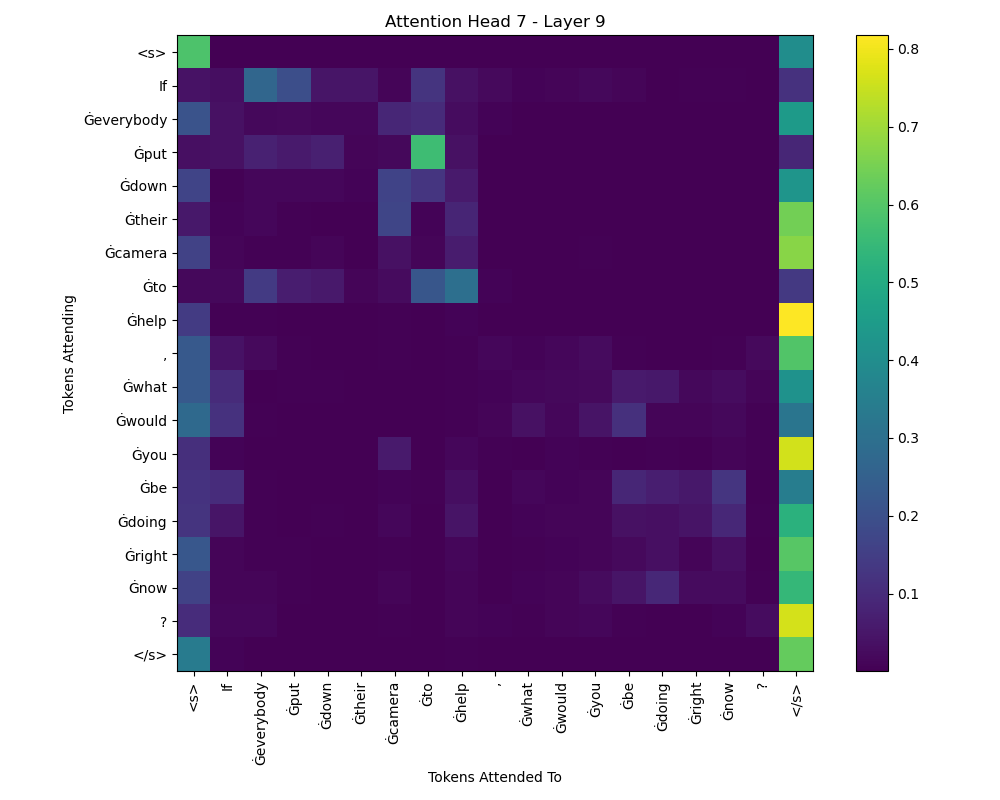 Attention Head 7 - Layer 9
Tokens Attending
<s>
If
Ġeverybody
Ġput
Ġdown
Ġtheir
Ġcamera
Ġto
Ġhelp
,
Ġwhat
Ġwould
Ġyou
Ġbe
Ġdoing
Ġright
Ġnow
?
</s>
<s>
If
Ġeverybody
Ġput
Ġdown
Ġtheir
Ġcamera
Ġto
Ġhelp
,
Ġwhat
Ġwould
Ġyou
Ġbe
Ġdoing
Ġright
Ġnow
?
</s>
Tokens Attended To
0.8
0.7
0.6
0.5
0.4
0.3
0.2
0.1